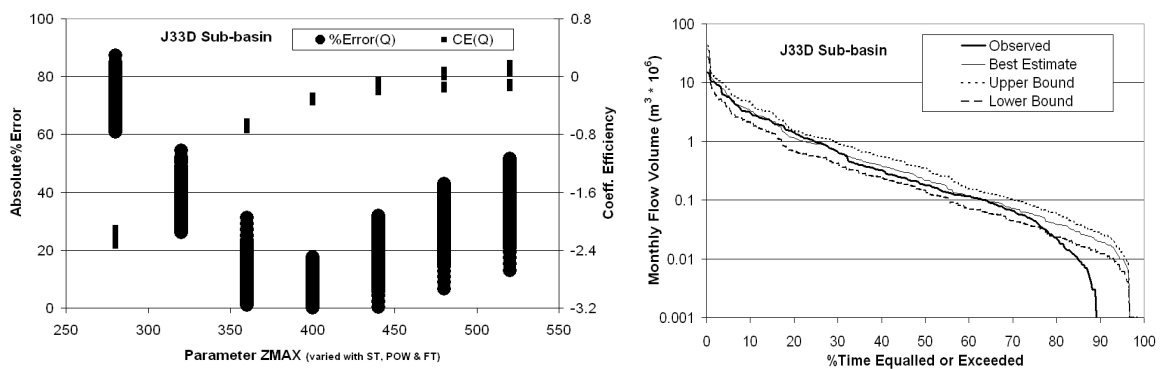 J33D Sub-basin
%Error(Q) CE(Q)
Absolute%Error
100
80
60
40
20
0
0.8
0
-0.8
-1.6
-2.4
-3.2
Coeff. Efficiency
250 300 350 400 450 500 550
Parameter ZMAX (varied with ST, POW & FT)
J33D Sub-basin
Observed
Best Estimate
Upper Bound
Lower Bound
Monthly Flow Volume (m³ * 10⁶)
100
10
1
0.1
0.01
0.001
0 10 20 30 40 50 60 70 80 90 100
%Time Equalled or Exceeded